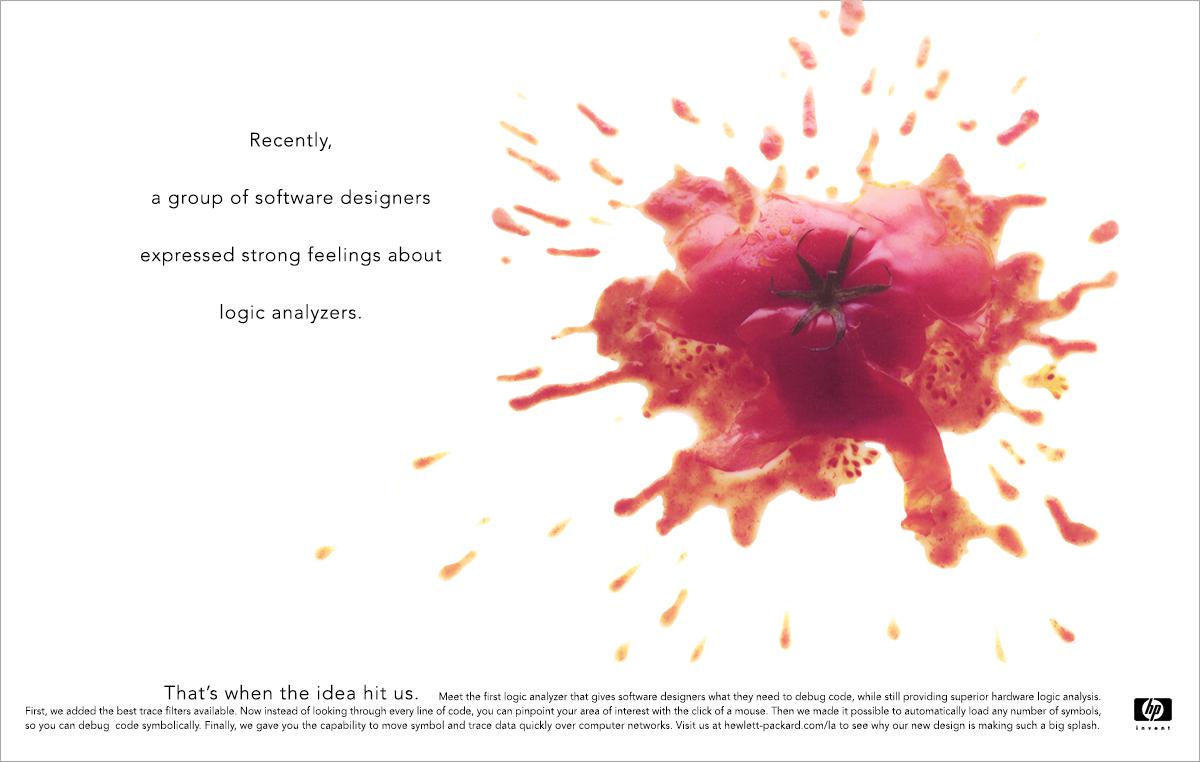 Recently,
a group of software designers
expressed strong feelings about
logic analyzers.
That's when the idea hit us. Meet the first logic analyzer that gives software designers what they need to debug code, while still providing superior hardware logic analysis.
First, we added the best trace filters available. Now instead of looking through every line of code, you can pinpoint your area of interest with the click of a mouse. Then we made it possible to automatically load any number of symbols,
so you can debug code symbolically. Finally, we gave you the capability to move symbol and trace data quickly over computer networks. Visit us at hewlett-packard.com/la to see why our new design is making such a big splash.
hp
invent